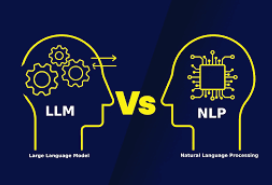 LLM
Vs
NLP
Large Language Model
Natural Language Processing